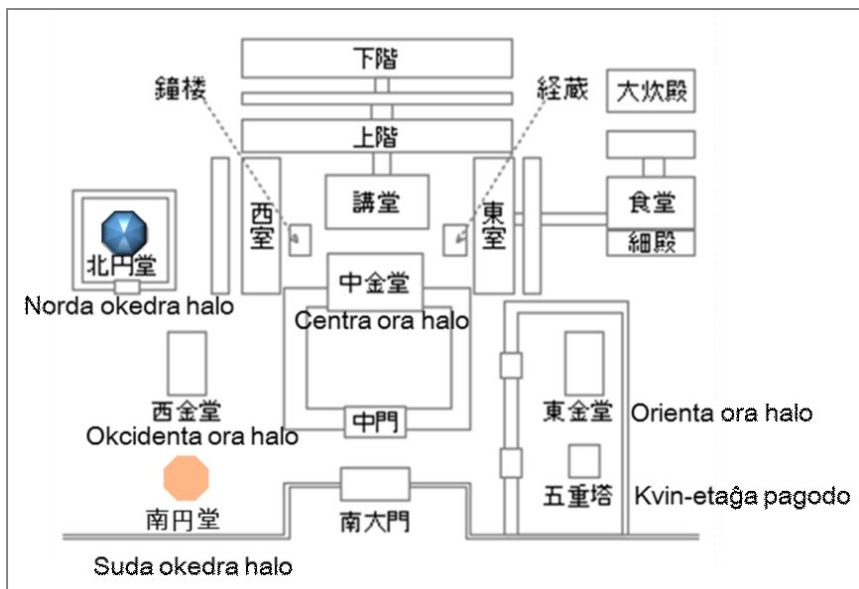 下階
鐘楼
経蔵
大炊殿
上階
講堂
西室
東室
食堂
細殿
北円堂
中金堂
Norda okedra halo
Centra ora halo
西金堂
中門
東金堂
Orienta ora halo
Okcidenta ora halo
五重塔
Kvin-etaĝa pagodo
南円堂
南大門
Suda okedra halo